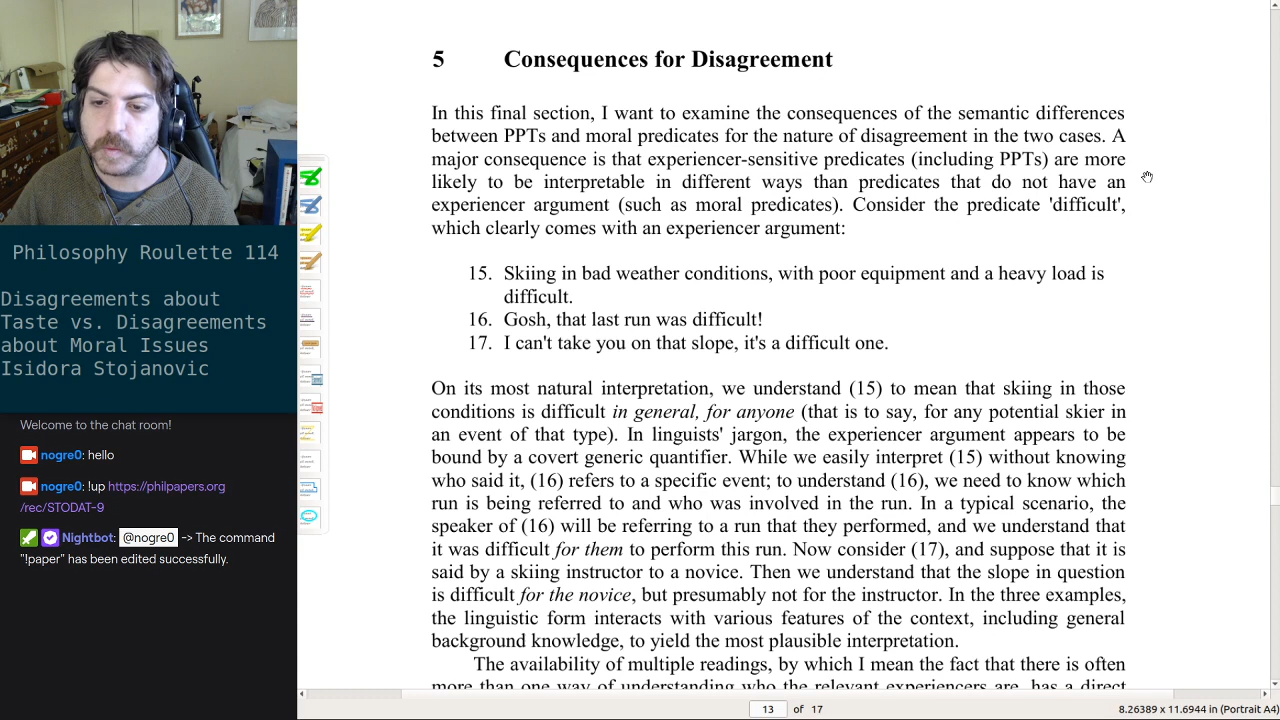 5 Consequences for Disagreement
In this final section, I want to examine the consequences of the semantic differences
between PPTs and moral predicates for the nature of disagreement in the two cases. A
major consequence is that experiencer-sensitive predicates (including PPTs) are more
likely to be interpretable in different ways than predicates that do not have an
experiencer argument (such as moral predicates). Consider the predicate 'difficult',
which clearly comes with an experiencer argument:
15. Skiing in bad weather conditions, with poor equipment and a heavy load is
difficult.
16. Gosh, that last run was difficult!
17. I can't take you on that slope, it's a difficult one.
On its most natural interpretation, we understand (15) to mean that skiing in those
conditions is difficult in general, for anyone (that is to say, for any potential skier in
an event of that type). In linguists' jargon, the experiencer argument appears to be
bound by a covert generic quantifier. While we easily interpret (15) without knowing
who said it, (16) refers to a specific event; to understand (16), we need to know which
run is being referred to and who is involved in the run. In a typical scenario, the
speaker of (16) will be referring to a run that they performed, and we understand that
it was difficult for them to perform this run. Now consider (17), and suppose that it is
said by a skiing instructor to a novice. Then we understand that the slope in question
is difficult for the novice, but presumably not for the instructor. In the three examples,
the linguistic form interacts with various features of the context, including general
background knowledge, to yield the most plausible interpretation.
The availability of multiple readings, by which I mean the fact that there is often
more than one way of understanding who the relevant experiencers are, has a direct
13 of 17
8.26389 x 11.6944 in (Portrait A4)
Philosophy Roulette 114
Disagreements about
Taste vs. Disagreements
about Moral Issues
Isidora Stojanovic
Welcome to the chat room!
nogre0: hello
nogre0: !up https://philpapers.org
/rec/STODAT-9
Nightbot: @nogre0 -> The command
"!paper" has been edited successfully.